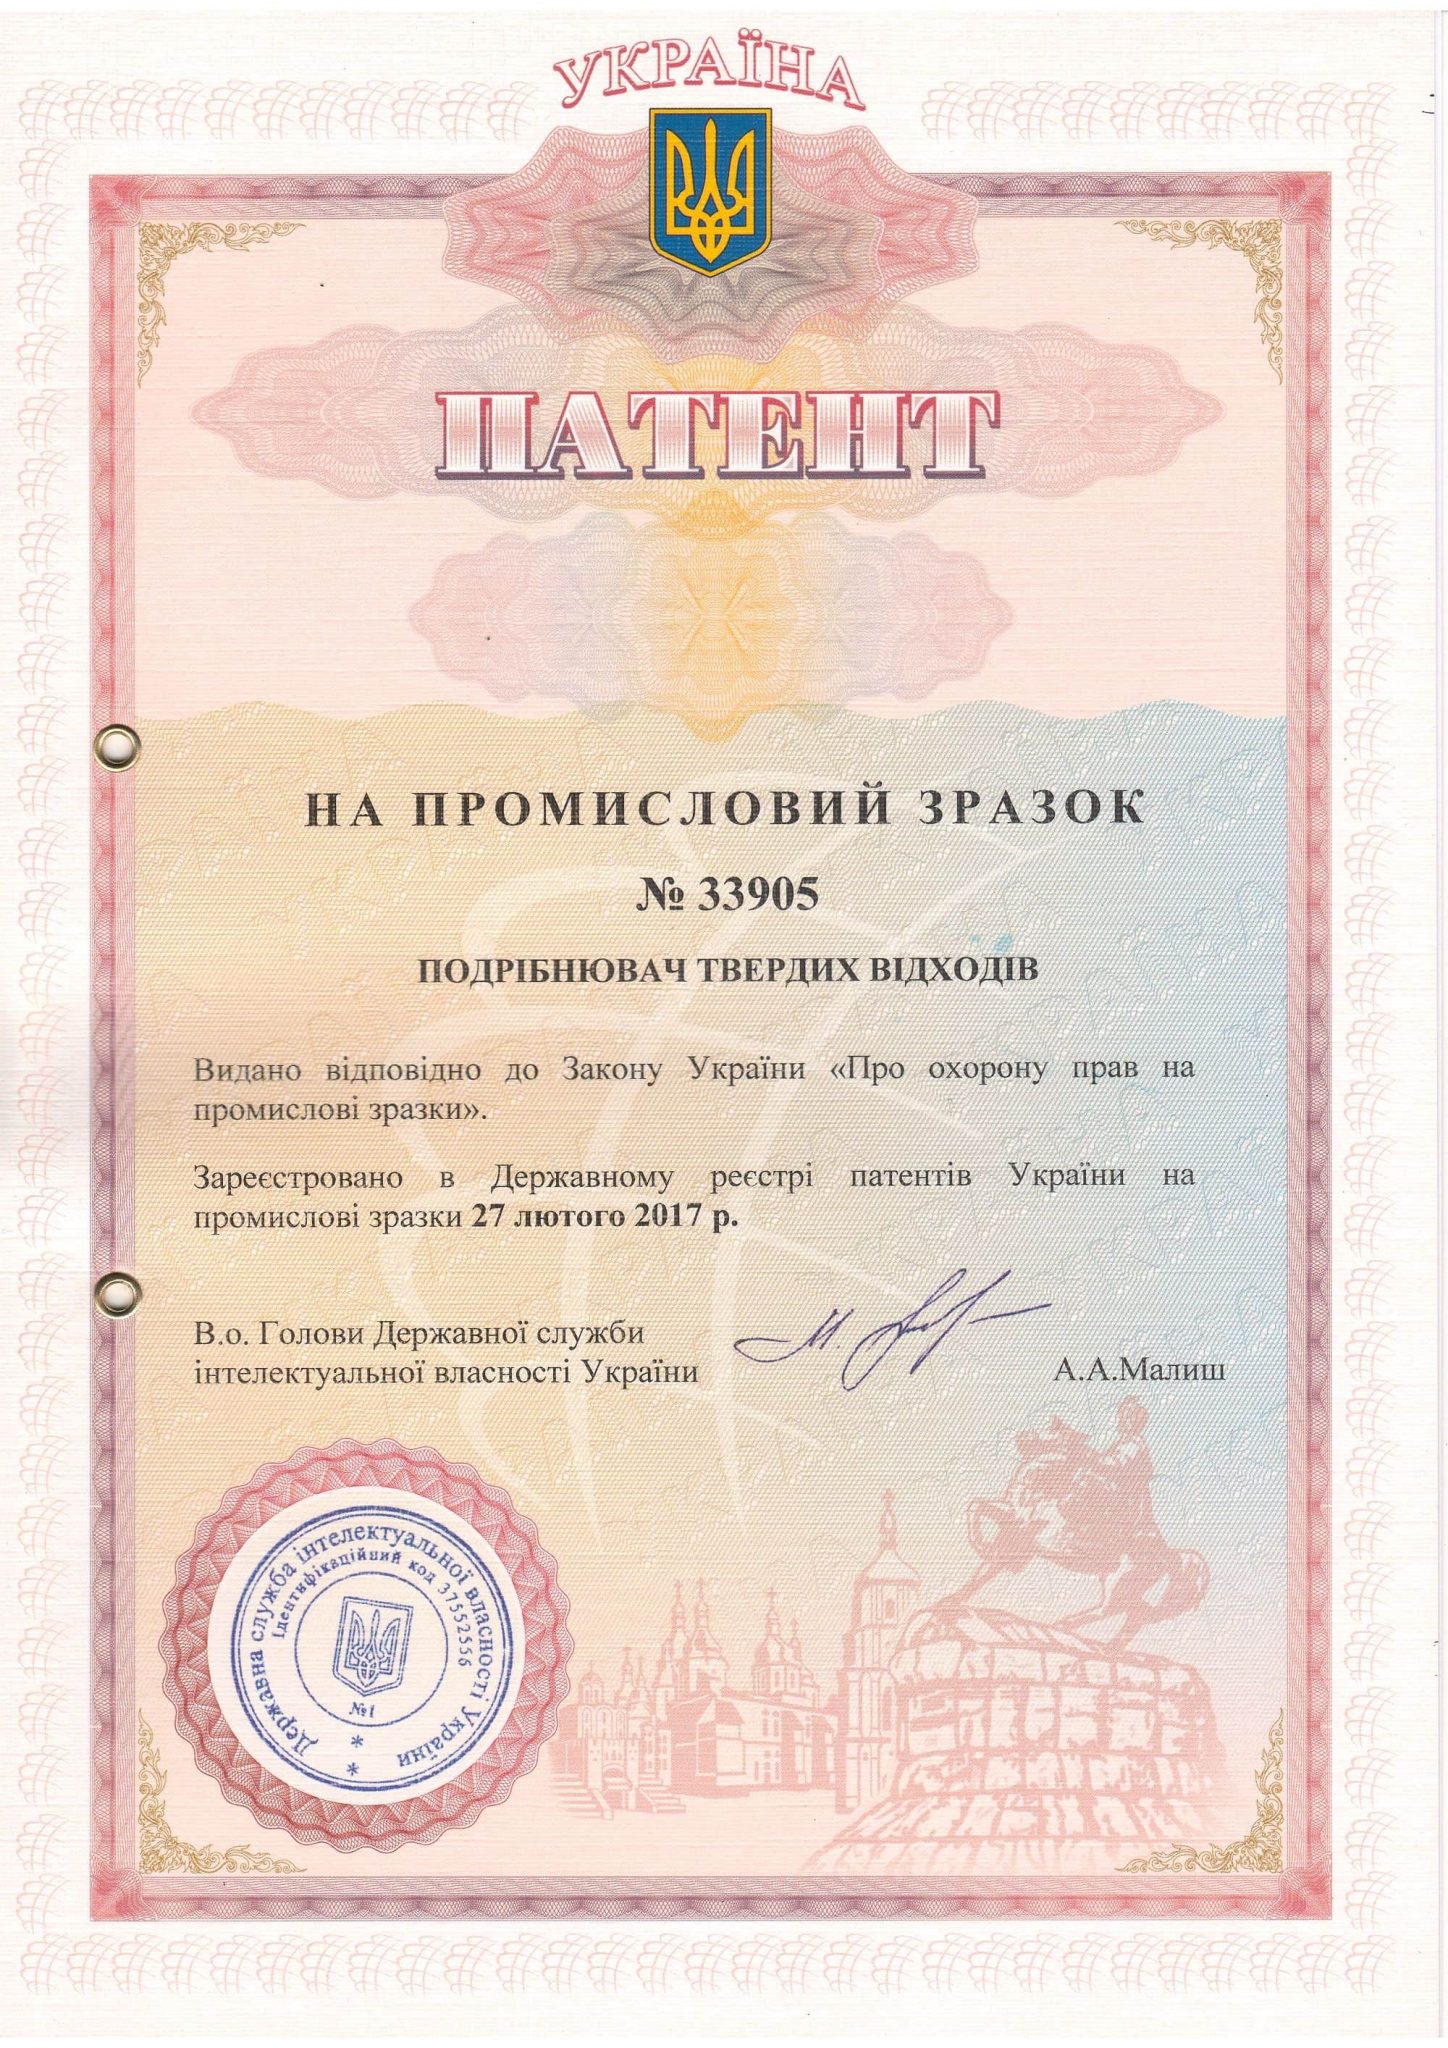 УКРАЇНА
ПАТЕНТ
НА ПРОМИСЛОВИЙ ЗРАЗОК
№ 33905
ПОДРІБНЮВАЧ ТВЕРДИХ ВІДХОДІВ
Видано відповідно до Закону України «Про охорону прав на
промислові зразки».
Зареєстровано в Державному реєстрі патентів України на
промислові зразки 27 лютого 2017 р.
В.о. Голови Державної служби
інтелектуальної власності України
А.А.Малиш
Державна служба інтелектуальної власності України
Ідентифікаційний код 37552556
№1
* *